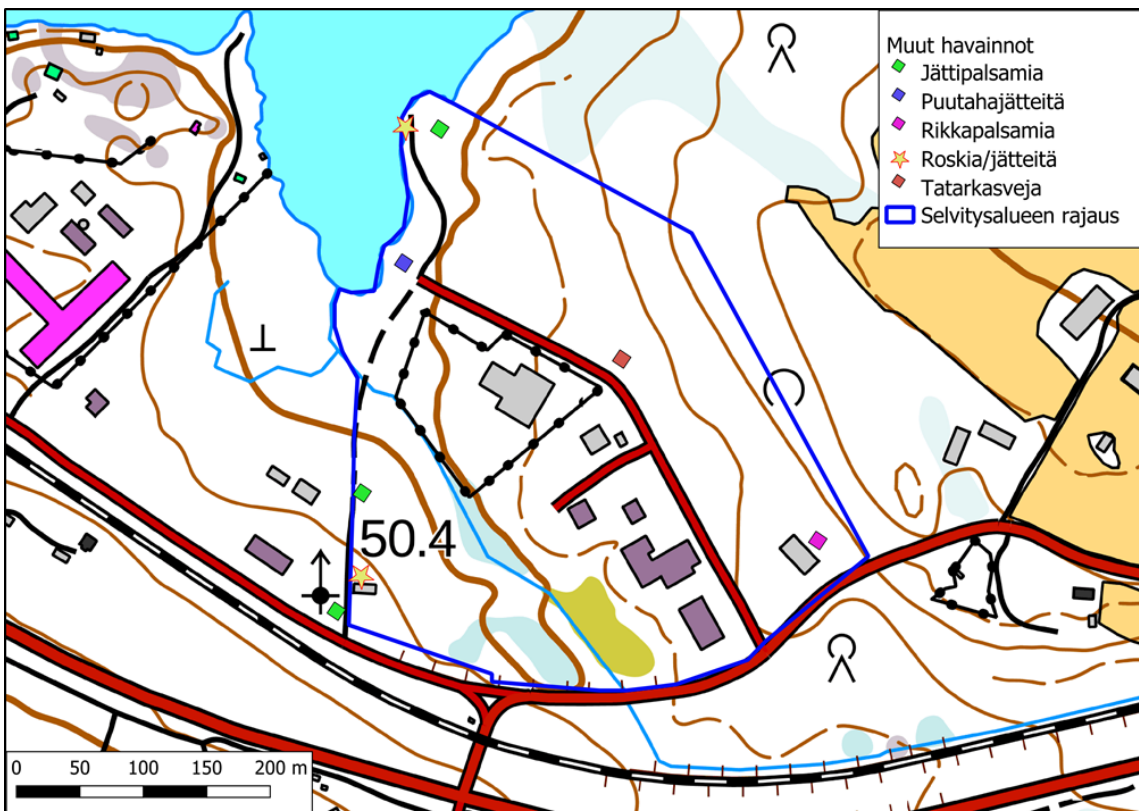 Muut havainnot
Jättipalsamia
Puutahajätteitä
Rikkapalsamia
Roskia/jätteitä
Tatarkasveja
Selvitysalueen rajaus
50.4
0 50 100 150 200 m